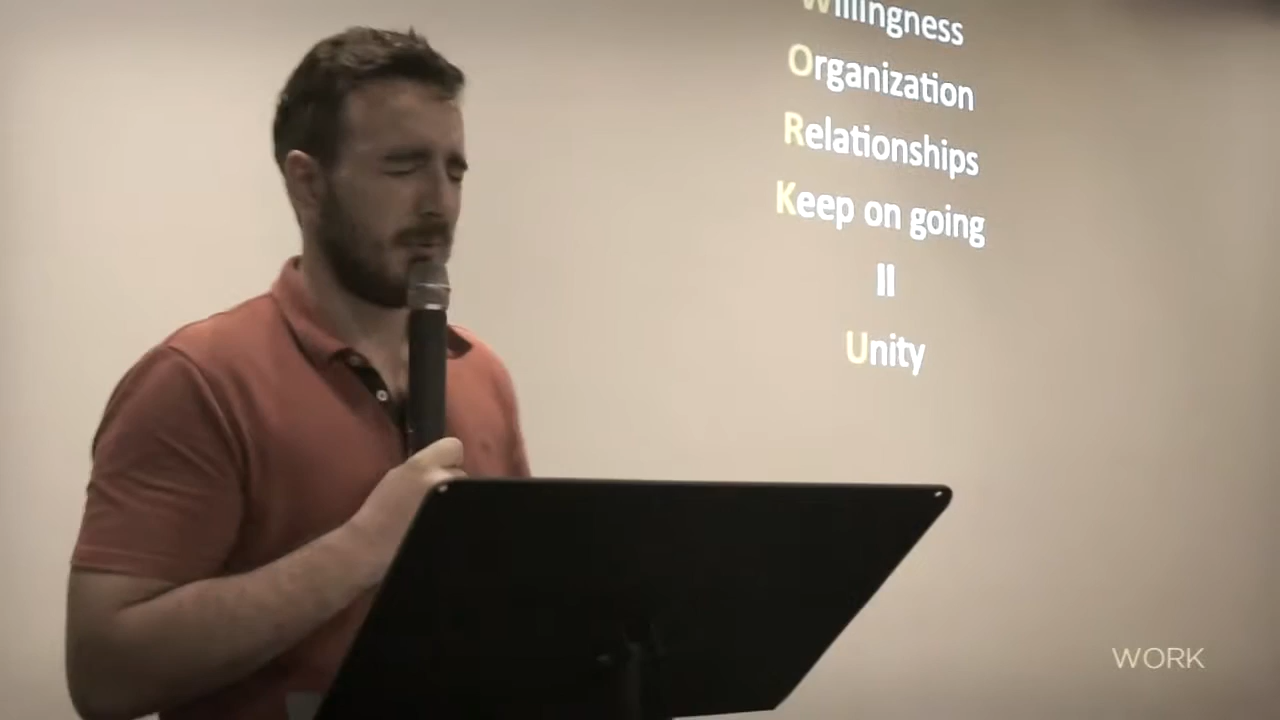 Willingness
Organization
Relationships
Keep on going
II
Unity
WORK